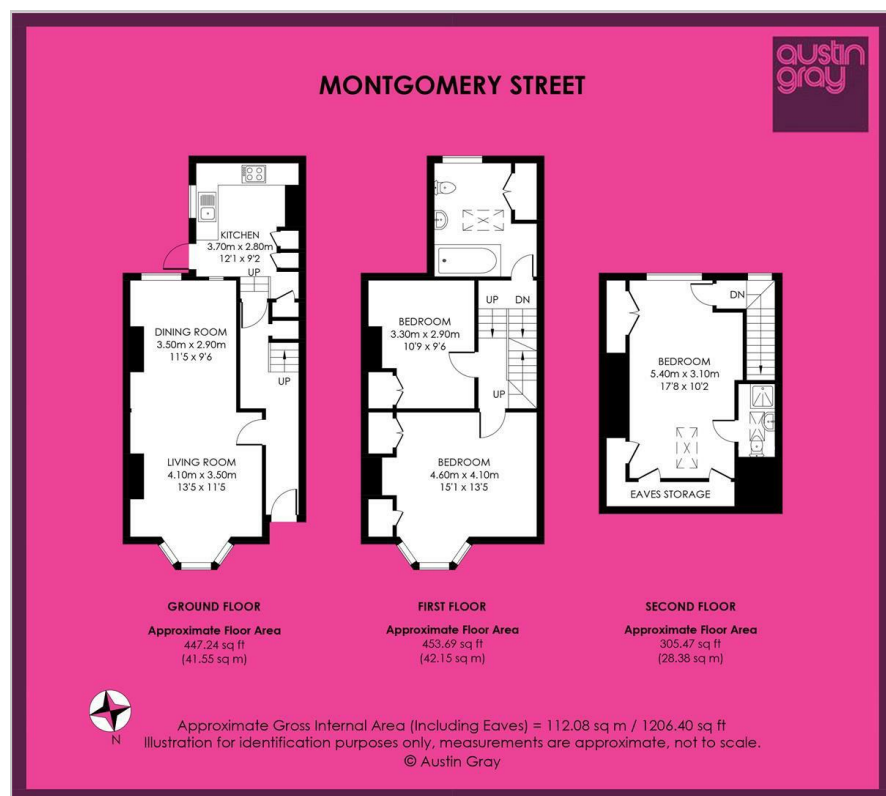 austin
gray
MONTGOMERY STREET
KITCHEN
3.70m x 2.80m
12'1 x 9'2
UP
DINING ROOM
3.50m x 2.90m
11'5 x 9'6
UP
LIVING ROOM
4.10m x 3.50m
13'5 x 11'5
UP DN
BEDROOM
3.30m x 2.90m
10'9 x 9'6
UP
BEDROOM
4.60m x 4.10m
15'1 x 13'5
DN
BEDROOM
5.40m x 3.10m
17'8 x 10'2
EAVES STORAGE
GROUND FLOOR
Approximate Floor Area
447.24 sq ft
(41.55 sq m)
FIRST FLOOR
Approximate Floor Area
453.69 sq ft
(42.15 sq m)
SECOND FLOOR
Approximate Floor Area
305.47 sq ft
(28.38 sq m)
N
Approximate Gross Internal Area (Including Eaves) = 112.08 sq m / 1206.40 sq ft
Illustration for identification purposes only, measurements are approximate, not to scale.
© Austin Gray